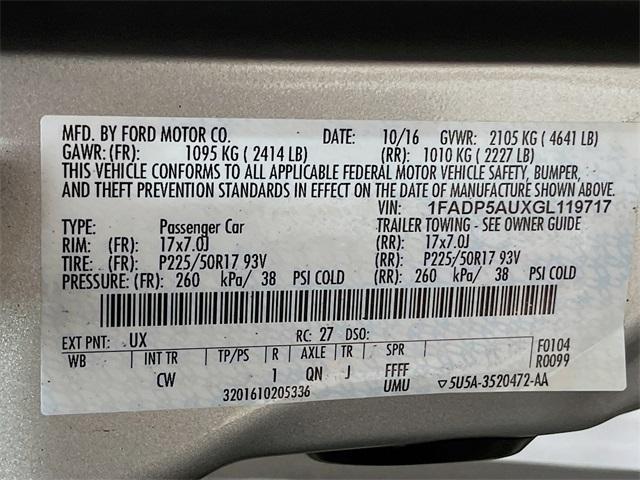 MFD. BY FORD MOTOR CO. DATE: 10/16 GVWR: 2105 KG ( 4641 LB)
GAWR: (FR): 1095 KG ( 2414 LB) (RR): 1010 KG ( 2227 LB)
THIS VEHICLE CONFORMS TO ALL APPLICABLE FEDERAL MOTOR VEHICLE SAFETY, BUMPER,
AND THEFT PREVENTION STANDARDS IN EFFECT ON THE DATE OF MANUFACTURE SHOWN ABOVE.
VIN: 1FADP5AUXGL119717
TYPE: Passenger Car TRAILER TOWING - SEE OWNER GUIDE
RIM: (FR): 17x7.0J (RR): 17x7.0J
TIRE: (FR): P225/50R17 93V (RR): P225/50R17 93V
PRESSURE: (FR): 260 kPa/ 38 PSI COLD (RR): 260 kPa/ 38 PSI COLD
EXT PNT: UX RC: 27 DSO:
WB INT TR TP/PS R AXLE TR SPR F0104
CW 1 QN J FFFF R0099
3201610205336 UMU ▽5U5A-3520472-AA